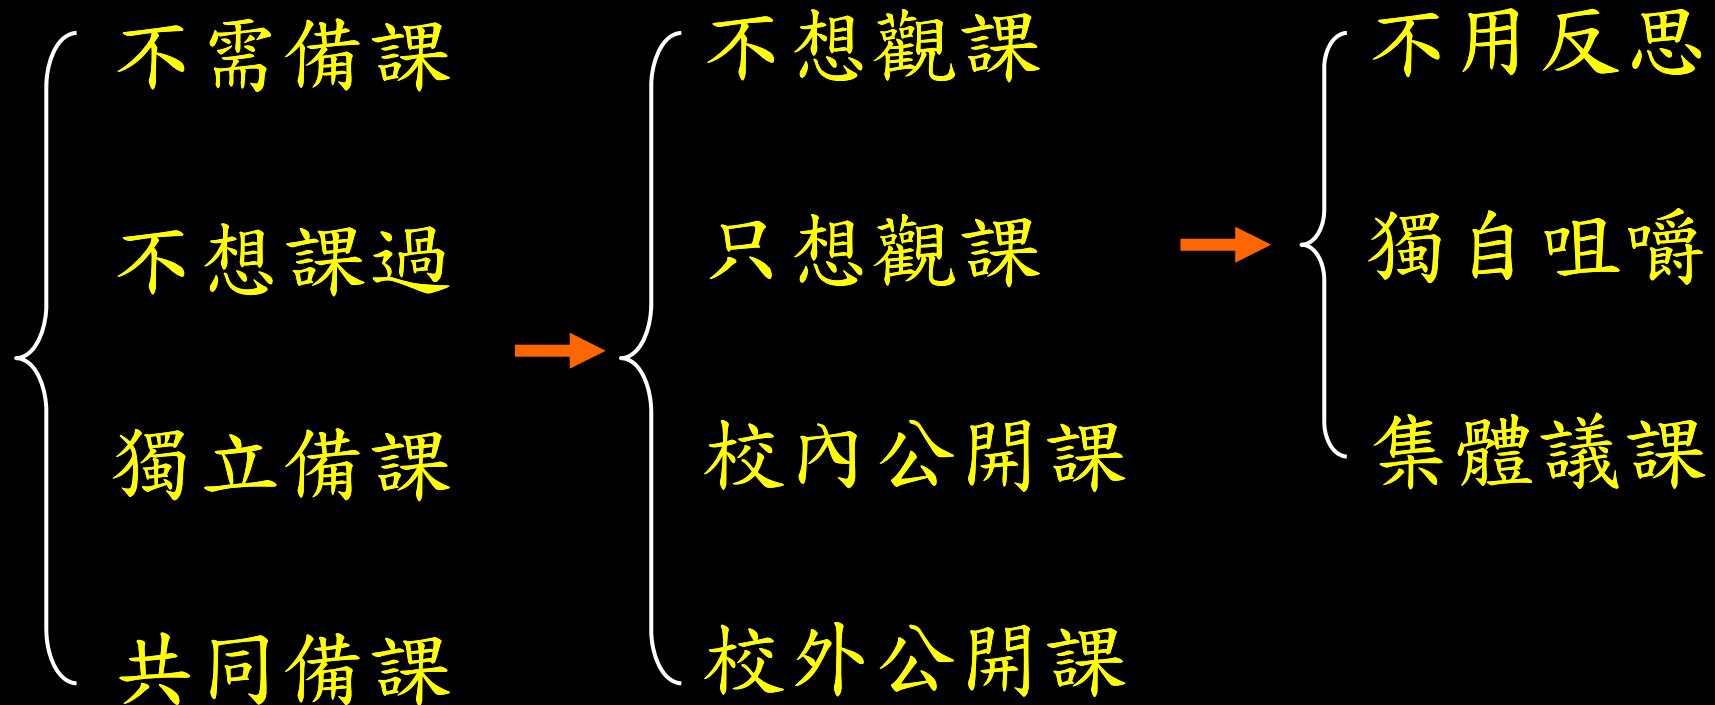 不需備課
不想課過
獨立備課
共同備課
不想觀課
只想觀課
校內公開課
校外公開課
不用反思
獨自咀嚼
集體議課